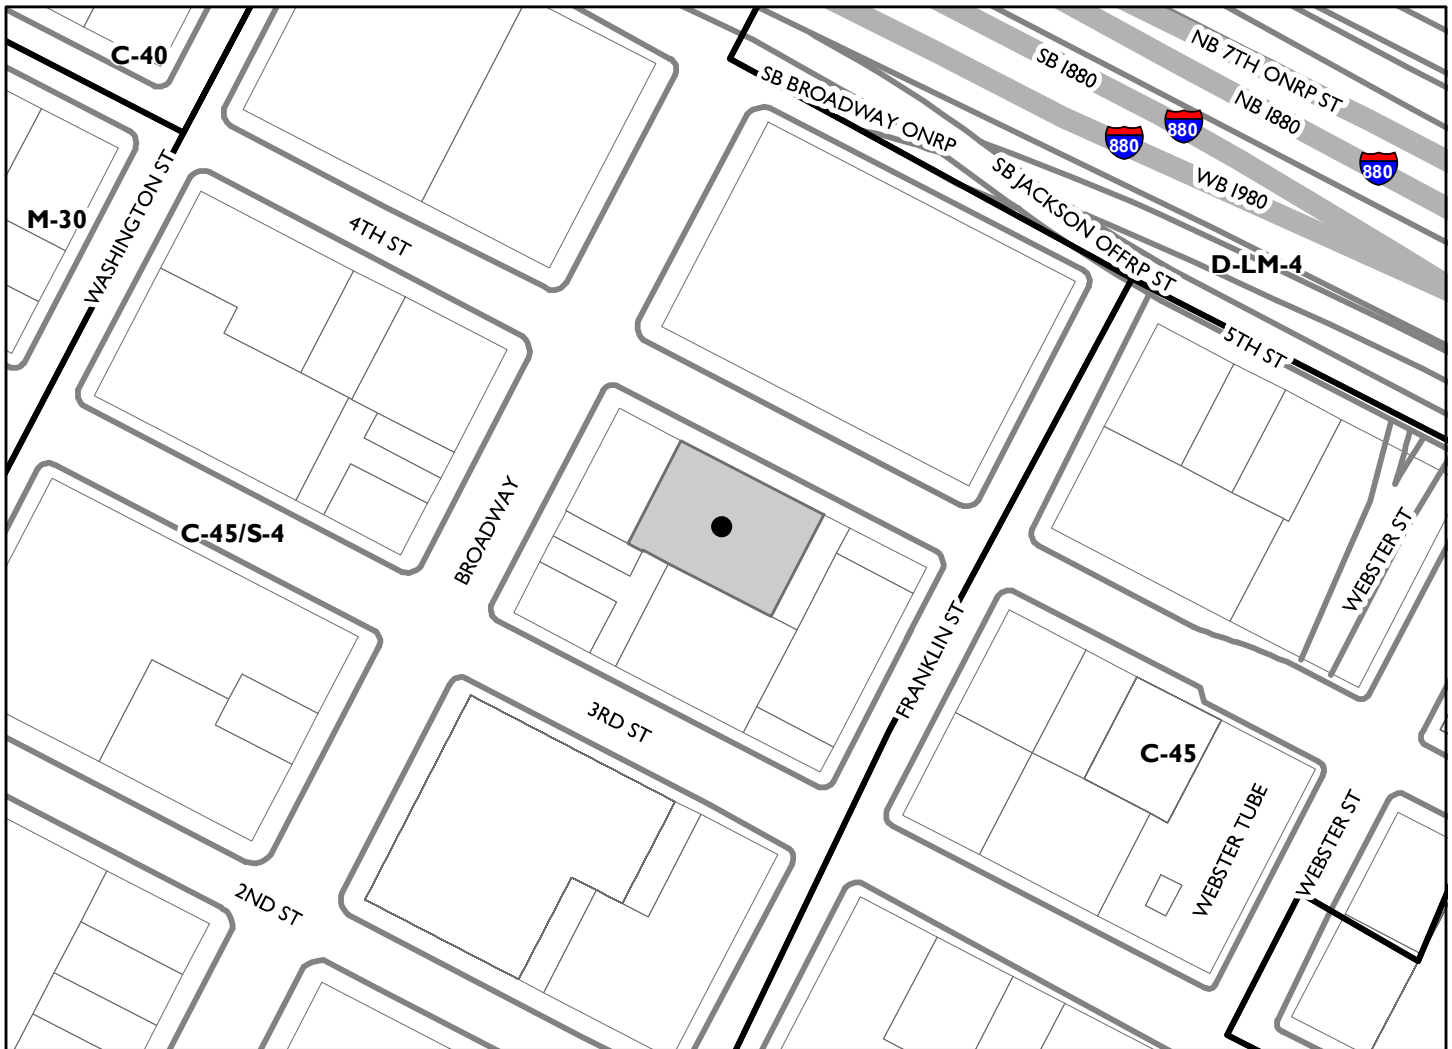 C-40
NB 7TH ONRP ST
SB I880
NB I880
SB BROADWAY ONRP
880
880
880
WB I980
SB JACKSON OFFRP ST
M-30
WASHINGTON ST
4TH ST
D-LM-4
5TH ST
C-45/S-4
BROADWAY
WEBSTER ST
FRANKLIN ST
3RD ST
C-45
WEBSTER TUBE
WEBSTER ST
2ND ST